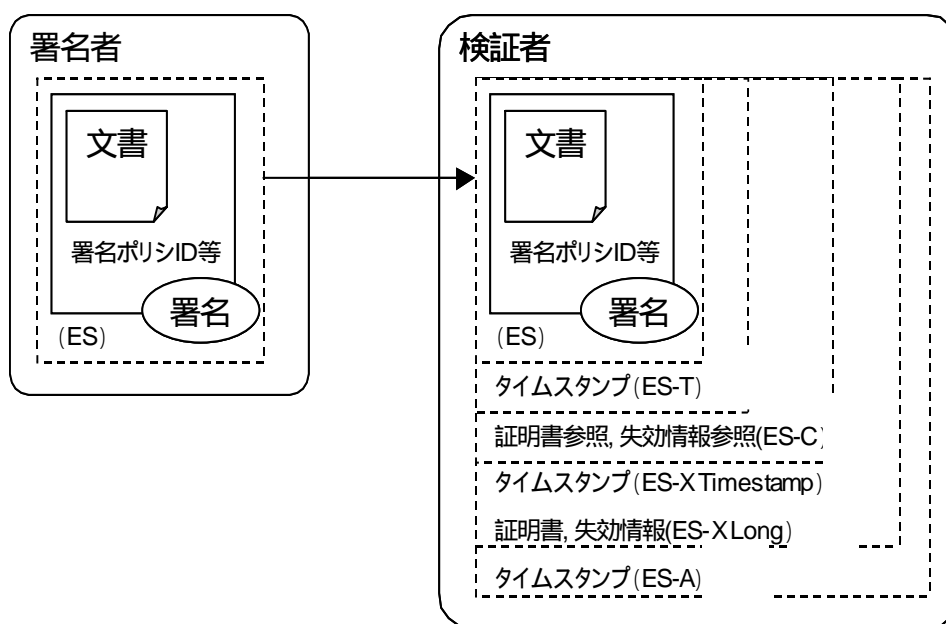 署名者
文書
署名ポリシID等
署名
(ES)
検証者
文書
署名ポリシID等
署名
(ES)
タイムスタンプ(ES-T)
証明書参照, 失効情報参照(ES-C)
タイムスタンプ(ES-X Timestamp)
証明書, 失効情報(ES-X Long)
タイムスタンプ(ES-A)